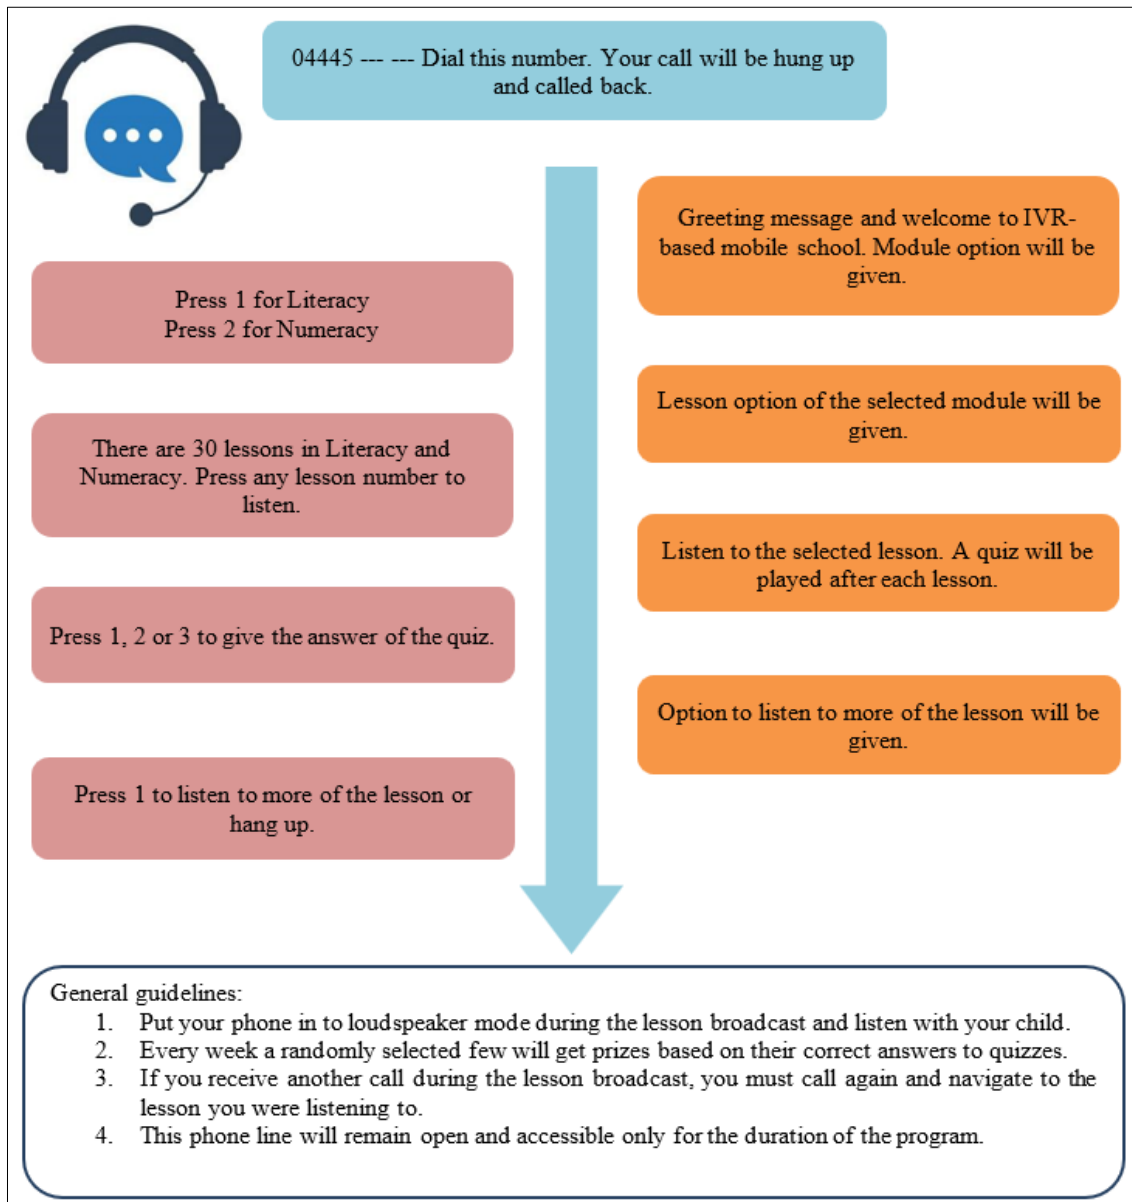 04445 --- --- Dial this number. Your call will be hung up
and called back.
Greeting message and welcome to IVR-
based mobile school. Module option will be
given.
Press 1 for Literacy
Press 2 for Numeracy
Lesson option of the selected module will be
given.
There are 30 lessons in Literacy and
Numeracy. Press any lesson number to
listen.
Listen to the selected lesson. A quiz will be
played after each lesson.
Press 1, 2 or 3 to give the answer of the quiz.
Option to listen to more of the lesson will be
given.
Press 1 to listen to more of the lesson or
hang up.
General guidelines:
1. Put your phone in to loudspeaker mode during the lesson broadcast and listen with your child.
2. Every week a randomly selected few will get prizes based on their correct answers to quizzes.
3. If you receive another call during the lesson broadcast, you must call again and navigate to the
lesson you were listening to.
4. This phone line will remain open and accessible only for the duration of the program.